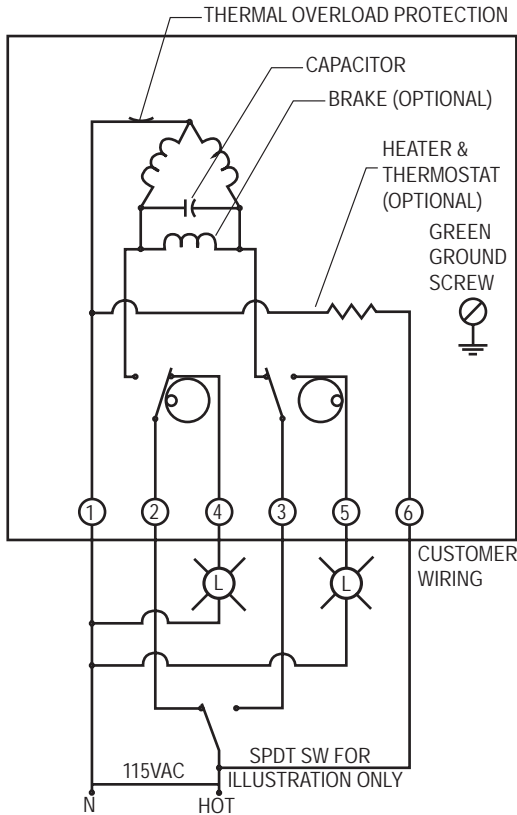 THERMAL OVERLOAD PROTECTION
CAPACITOR
BRAKE (OPTIONAL)
HEATER &
THERMOSTAT
(OPTIONAL)
GREEN
GROUND
SCREW
1 2 4 3 5 6
CUSTOMER
WIRING
L L
115VAC
SPDT SW FOR
ILLUSTRATION ONLY
N HOT